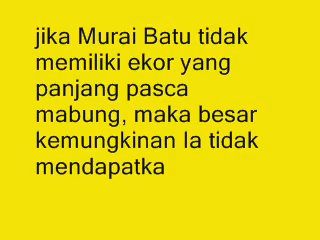 jika Murai Batu tidak
memiliki ekor yang
panjang pasca
mabung, maka besar
kemungkinan Ia tidak
mendapatka